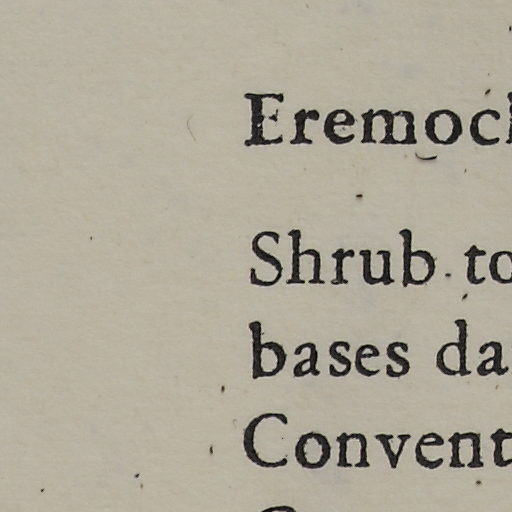 Eremoc
Shrub to
bases da
Convent